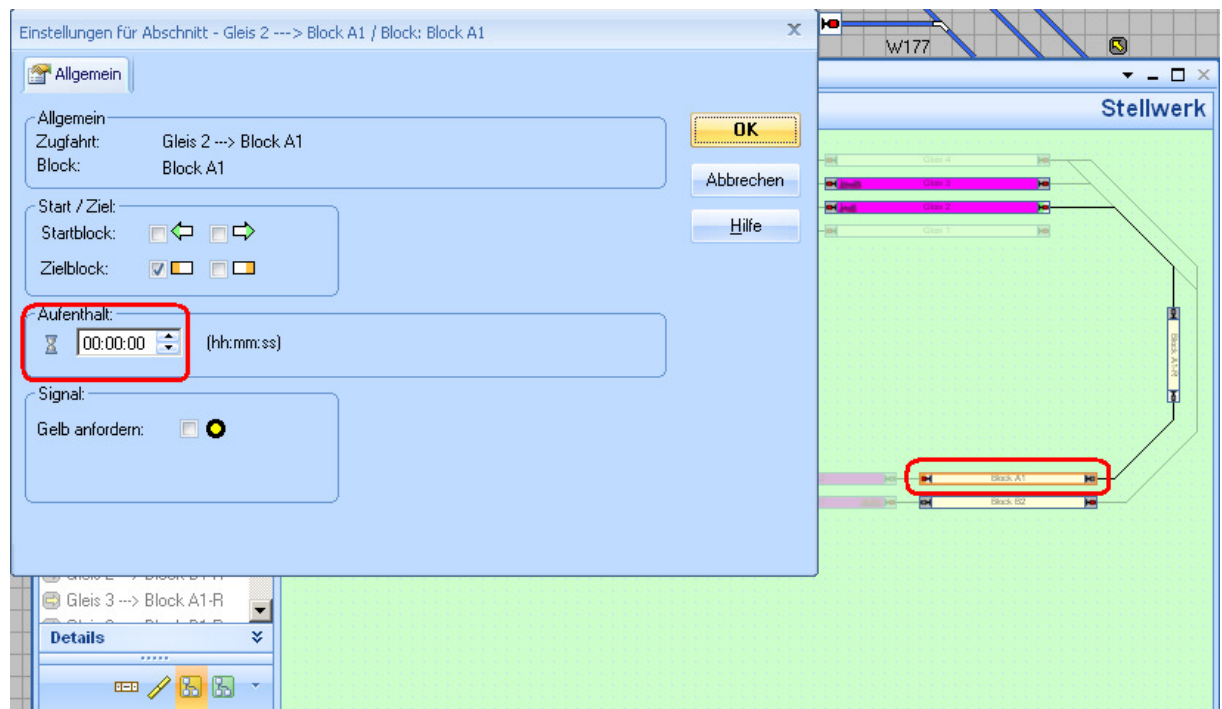 Einstellungen für Abschnitt - Gleis 2 ---> Block A1 / Block: Block A1
Allgemein
Allgemein
Zugfahrt: Gleis 2 ---> Block A1
Block: Block A1
Start / Ziel:
Startblock:
Zielblock:
Aufenthalt:
00:00:00 (hh:mm:ss)
Signal:
Gelb anfordern:
OK
Abbrechen
Hilfe
W177
Stellwerk
Gleis 4
Gleis 3
Gleis 2
Gleis 1
Block A1-R
Block A1
Block B2
Gleis 3 ---> Block A1-R
Details